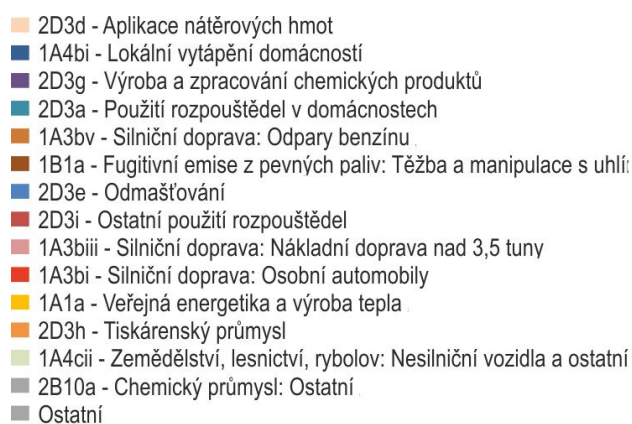 2D3d - Aplikace nátěrových hmot
1A4bi - Lokální vytápění domácností
2D3g - Výroba a zpracování chemických produktů
2D3a - Použití rozpouštědel v domácnostech
1A3bv - Silniční doprava: Odpary benzínu
1B1a - Fugitivní emise z pevných paliv: Těžba a manipulace s uhlí
2D3e - Odmašťování
2D3i - Ostatní použití rozpouštědel
1A3biii - Silniční doprava: Nákladní doprava nad 3,5 tuny
1A3bi - Silniční doprava: Osobní automobily
1A1a - Veřejná energetika a výroba tepla
2D3h - Tiskárenský průmysl
1A4cii - Zemědělství, lesnictví, rybolov: Nesilniční vozidla a ostatní
2B10a - Chemický průmysl: Ostatní
Ostatní